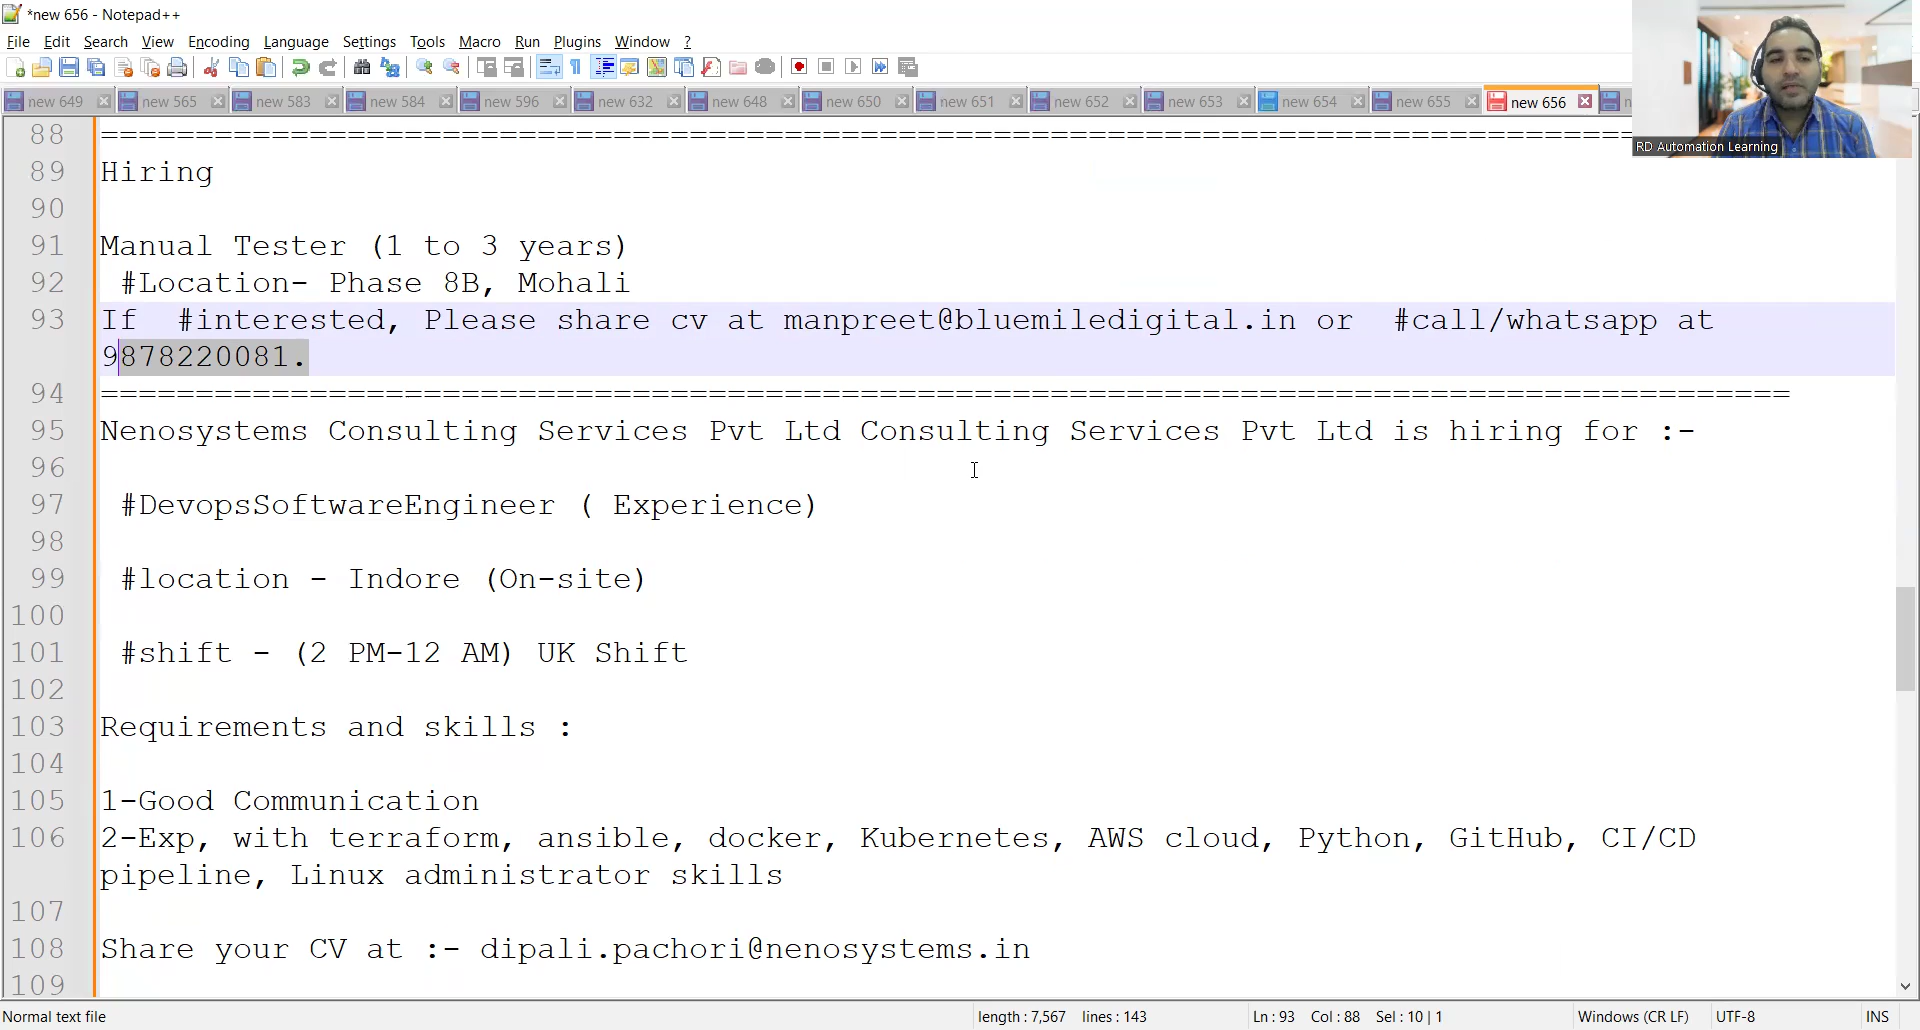 *new 656 - Notepad++
File Edit Search View Encoding Language Settings Tools Macro Run Plugins Window ?
new 649 new 565 new 583 new 584 new 596 new 632 new 648 new 650 new 651 new 652 new 653 new 654 new 655 new 656
RD Automation Learning
88 ==========================================================================================
89 Hiring
90
91 Manual Tester (1 to 3 years)
92 #Location- Phase 8B, Mohali
93 If #interested, Please share cv at manpreet@bluemiledigital.in or #call/whatsapp at
9878220081.
94 ==========================================================================================
95 Nenosystems Consulting Services Pvt Ltd Consulting Services Pvt Ltd is hiring for :-
96
97 #DevopsSoftwareEngineer ( Experience)
98
99 #location - Indore (On-site)
100
101 #shift - (2 PM-12 AM) UK Shift
102
103 Requirements and skills :
104
105 1-Good Communication
106 2-Exp, with terraform, ansible, docker, Kubernetes, AWS cloud, Python, GitHub, CI/CD
pipeline, Linux administrator skills
107
108 Share your CV at :- dipali.pachori@nenosystems.in
109
Normal text file length : 7,567 lines : 143 Ln : 93 Col : 88 Sel : 10 | 1 Windows (CR LF) UTF-8 INS